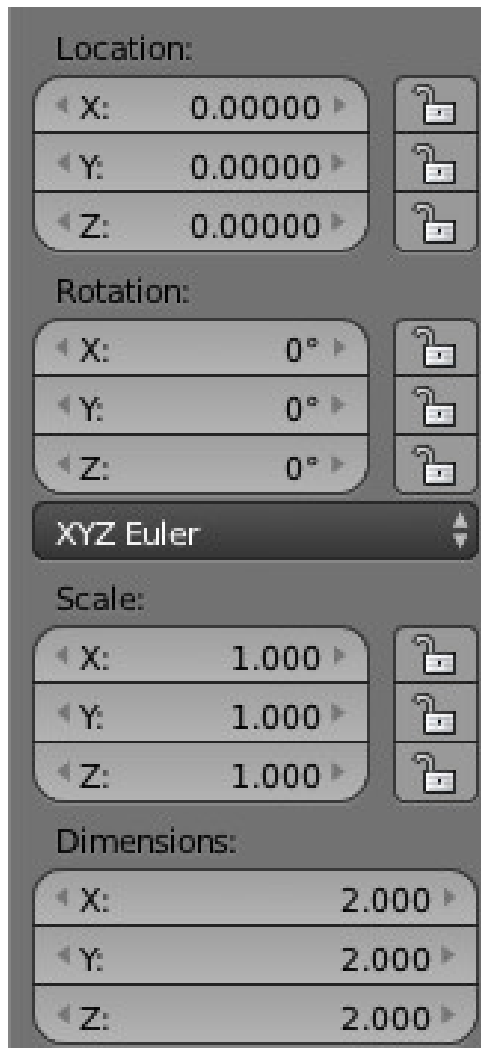 Location:
X: 0.00000
Y: 0.00000
Z: 0.00000
Rotation:
X: 0°
Y: 0°
Z: 0°
XYZ Euler
Scale:
X: 1.000
Y: 1.000
Z: 1.000
Dimensions:
X: 2.000
Y: 2.000
Z: 2.000